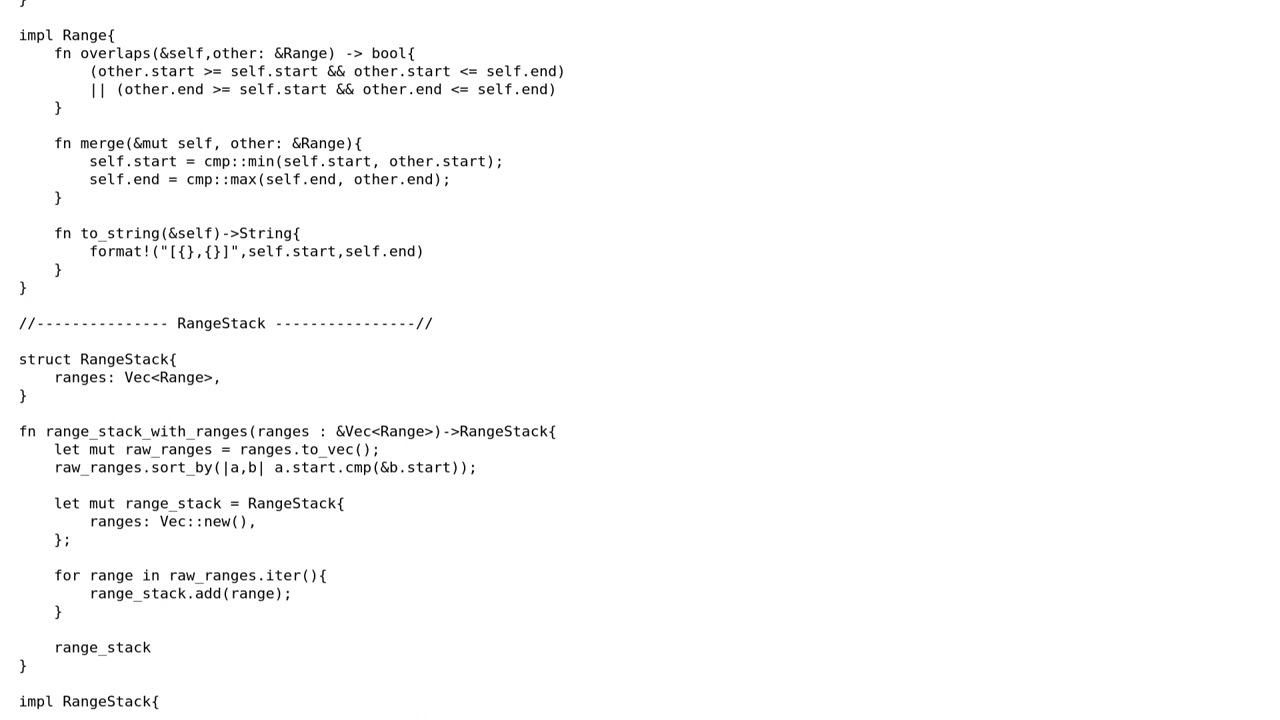 }
impl Range{
    fn overlaps(&self,other: &Range) -> bool{
        (other.start >= self.start && other.start <= self.end)
        || (other.end >= self.start && other.end <= self.end)
    }
    fn merge(&mut self, other: &Range){
        self.start = cmp::min(self.start, other.start);
        self.end = cmp::max(self.end, other.end);
    }
    fn to_string(&self)->String{
        format!("[{},{}]",self.start,self.end)
    }
}
//--------------- RangeStack ----------------//
struct RangeStack{
    ranges: Vec<Range>,
}
fn range_stack_with_ranges(ranges : &Vec<Range>)->RangeStack{
    let mut raw_ranges = ranges.to_vec();
    raw_ranges.sort_by(|a,b| a.start.cmp(&b.start));
    let mut range_stack = RangeStack{
        ranges: Vec::new(),
    };
    for range in raw_ranges.iter(){
        range_stack.add(range);
    }
    range_stack
}
impl RangeStack{